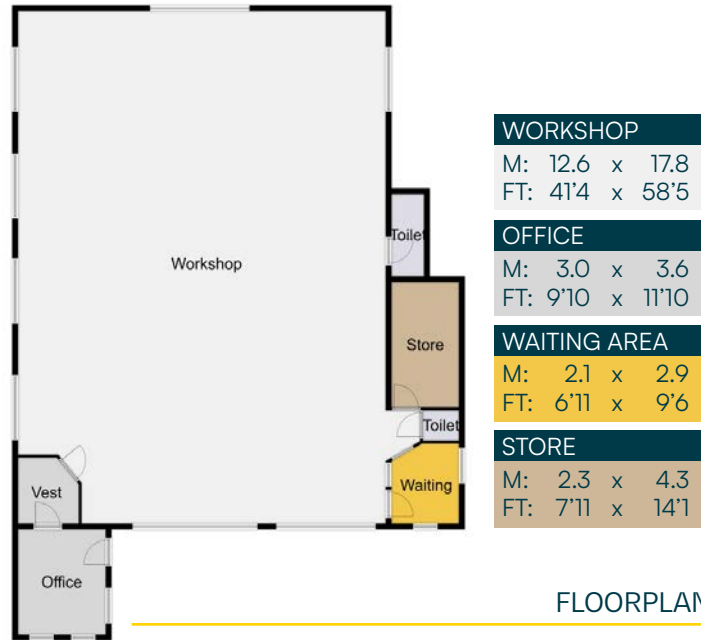 Workshop
Toilet
Store
Toilet
Waiting
Vest
Office
WORKSHOP
M: 12.6 x 17.8
FT: 41'4 x 58'5
OFFICE
M: 3.0 x 3.6
FT: 9'10 x 11'10
WAITING AREA
M: 2.1 x 2.9
FT: 6'11 x 9'6
STORE
M: 2.3 x 4.3
FT: 7'11 x 14'1
FLOORPLAN